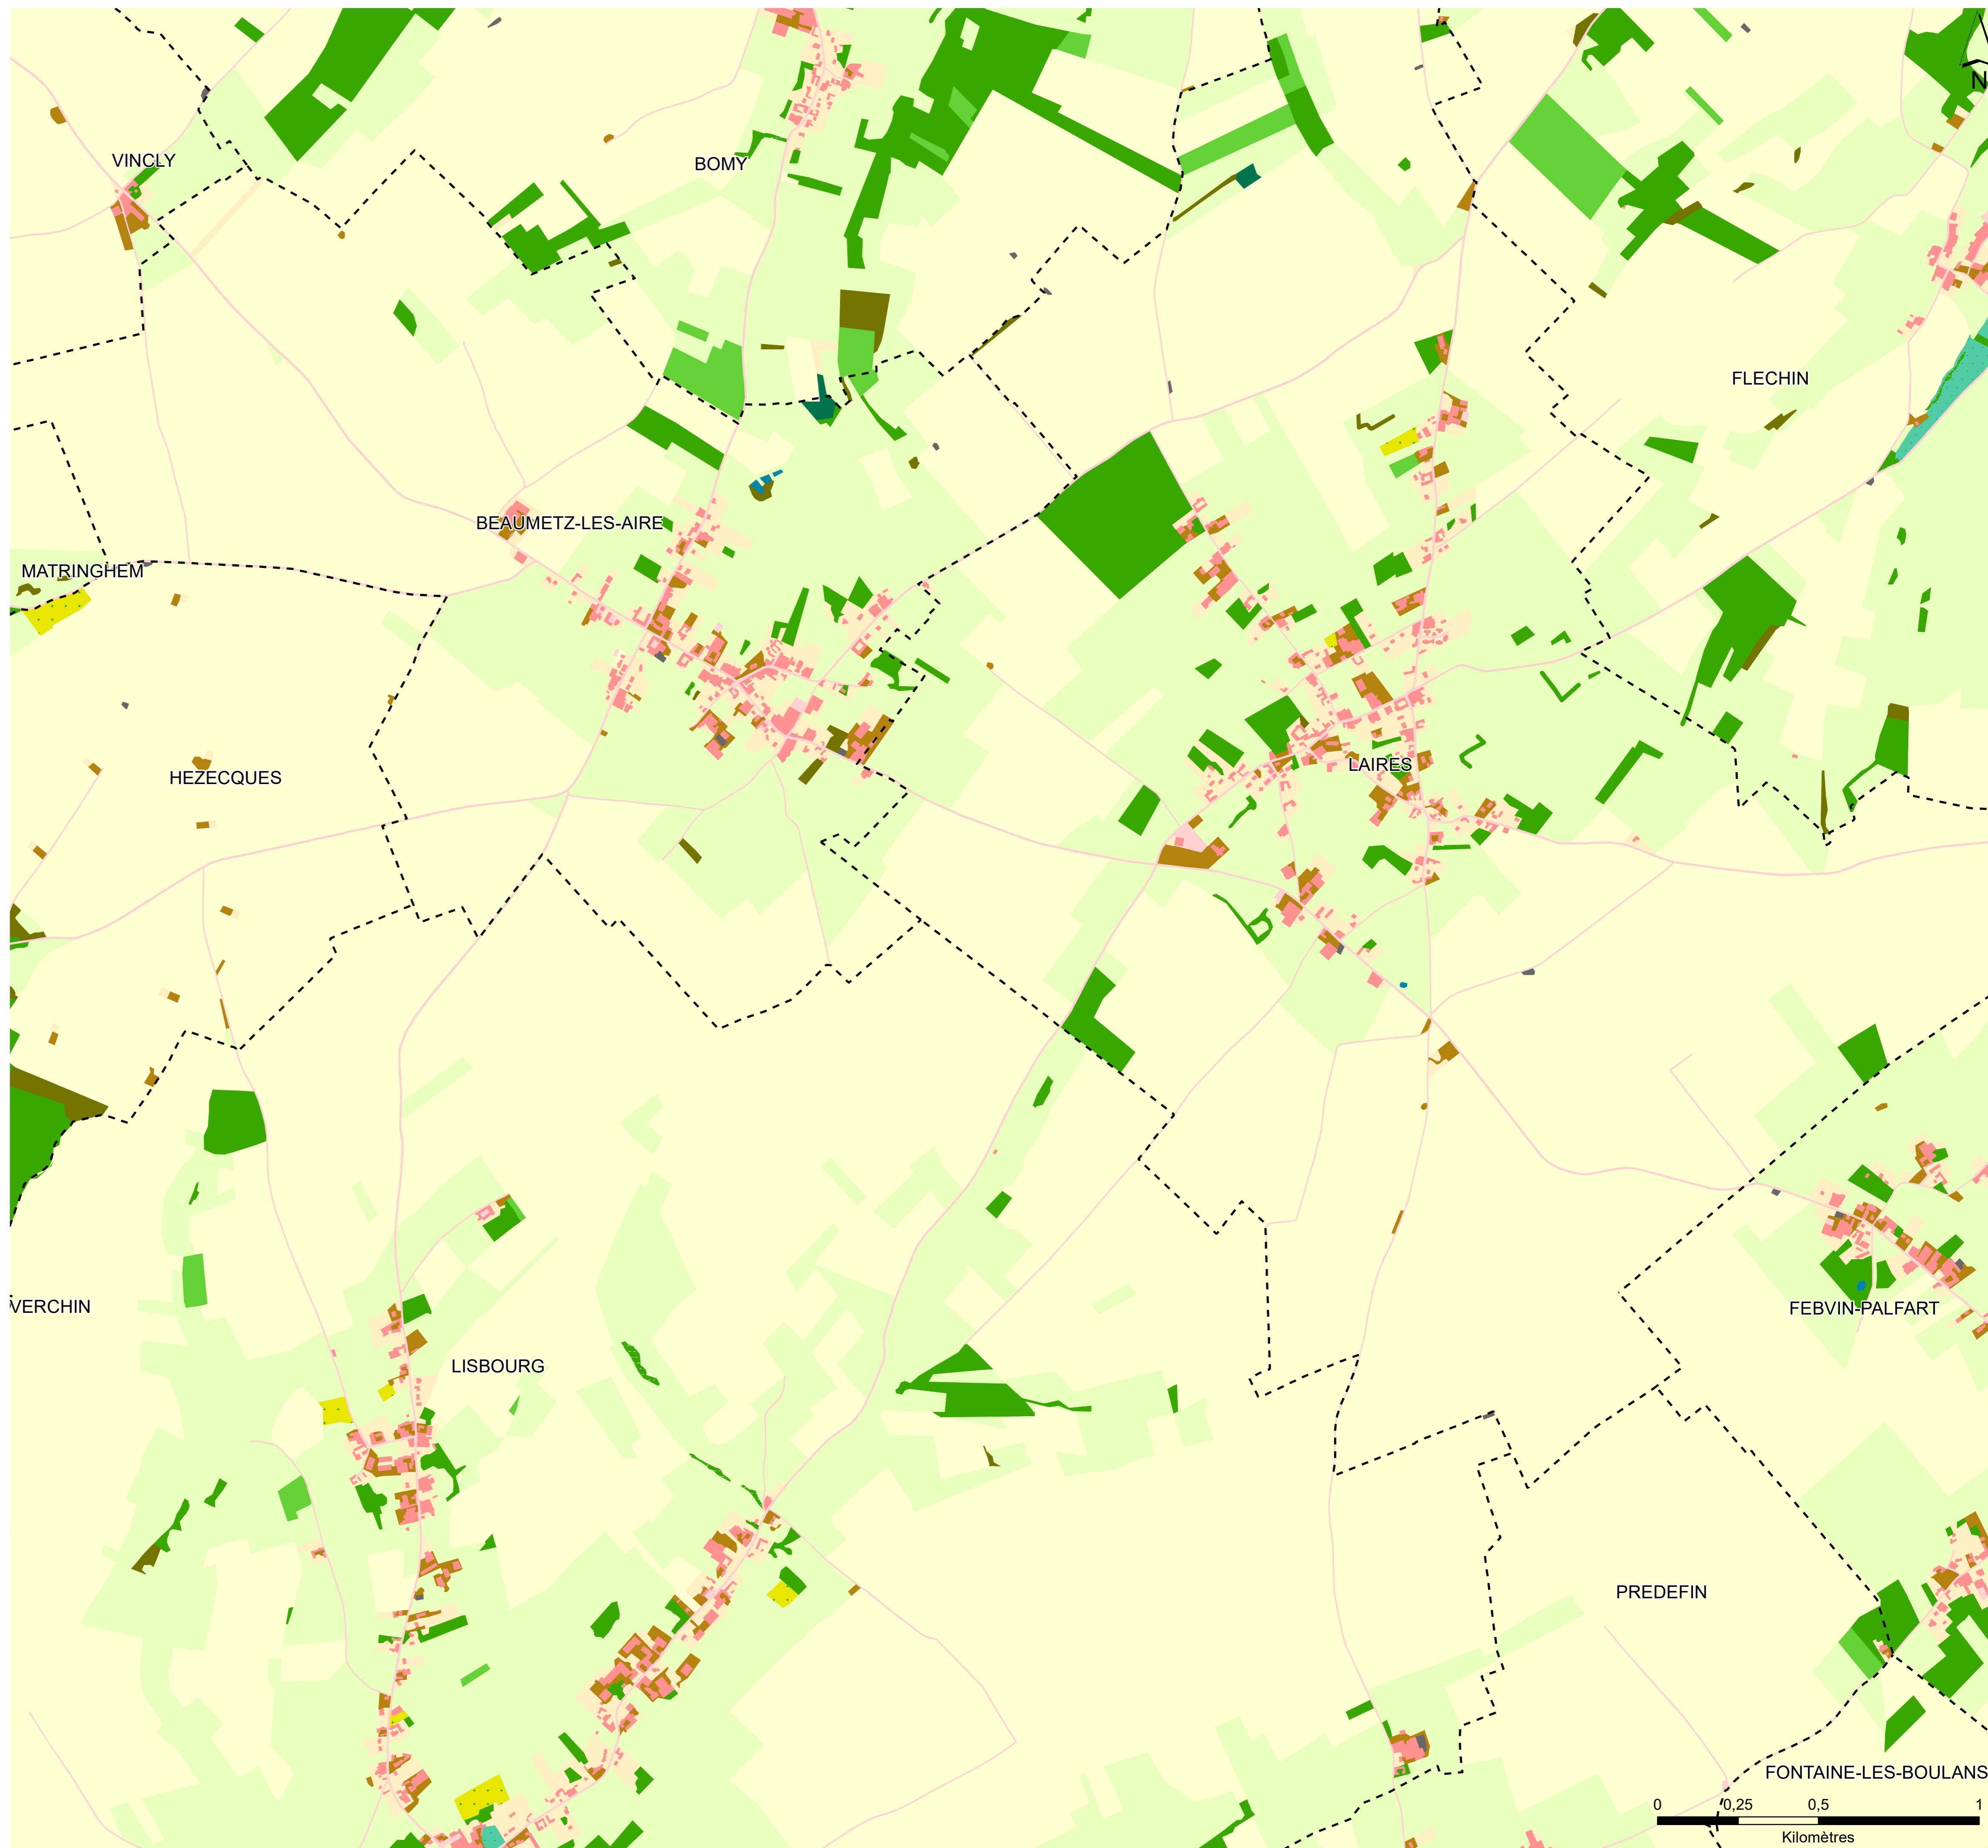 N
VINCLY
BOMY
FLECHIN
BEAUMETZ-LES-AIRE
MATRINGHEM
LAIRES
HEZECQUES
VERCHIN
FEBVIN-PALFART
LISBOURG
PREDEFIN
FONTAINE-LES-BOULANS
0 0,25 0,5 1
Kilomètres